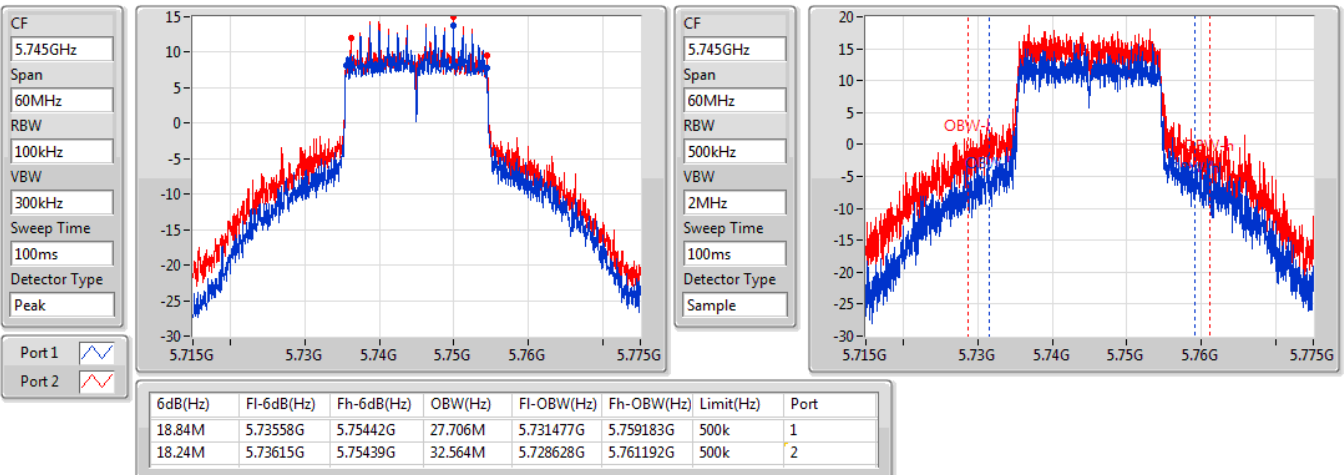 CF
5.745GHz
Span
60MHz
RBW
100kHz
VBW
300kHz
Sweep Time
100ms
Detector Type
Peak
Port 1
Port 2
15
10
5
0
-5
-10
-15
-20
-25
-30
5.715G 5.73G 5.74G 5.75G 5.76G 5.775G
CF
5.745GHz
Span
60MHz
RBW
500kHz
VBW
2MHz
Sweep Time
100ms
Detector Type
Sample
20
15
10
5
0
-5
-10
-15
-20
-25
-30
5.715G 5.73G 5.74G 5.75G 5.76G 5.775G
6dB(Hz) Fl-6dB(Hz) Fh-6dB(Hz) OBW(Hz) Fl-OBW(Hz) Fh-OBW(Hz) Limit(Hz) Port
18.84M 5.73558G 5.75442G 27.706M 5.731477G 5.759183G 500k 1
18.24M 5.73615G 5.75439G 32.564M 5.728628G 5.761192G 500k 2